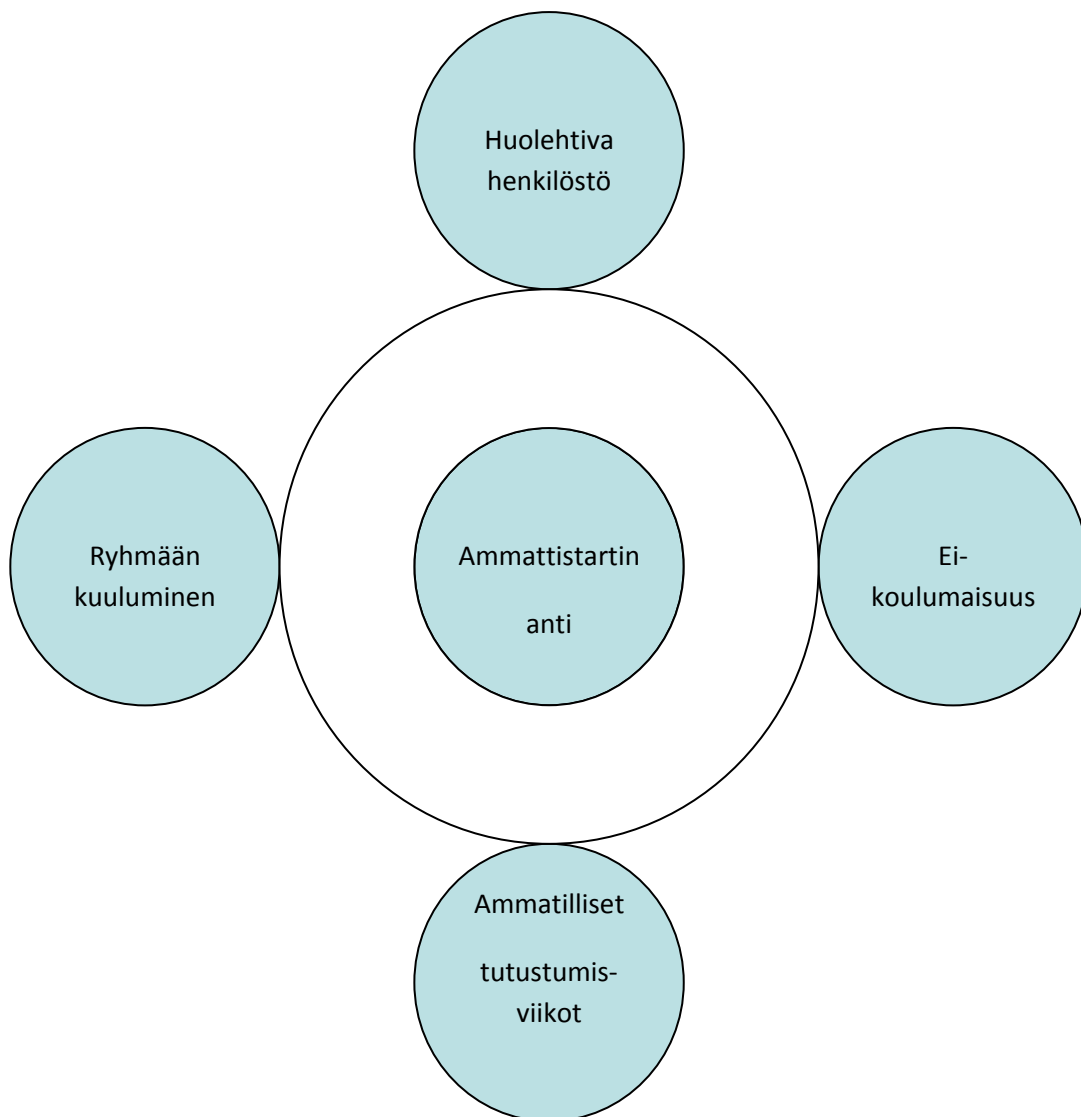 Huolehtiva
henkilöstö
Ryhmään
kuuluminen
Ammattistartin
anti
Ei-
koulumaisuus
Ammatilliset
tutustumis-
viikot